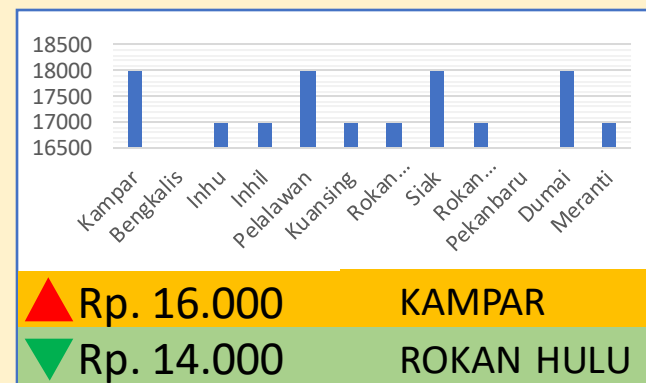 18500
18000
17500
17000
16500
Kampar
Bengkalis
Inhu
Inhil
Pelalawan
Kuansing
Rokan...
Siak
Rokan...
Pekanbaru
Dumai
Meranti
Rp. 16.000 KAMPAR
Rp. 14.000 ROKAN HULU